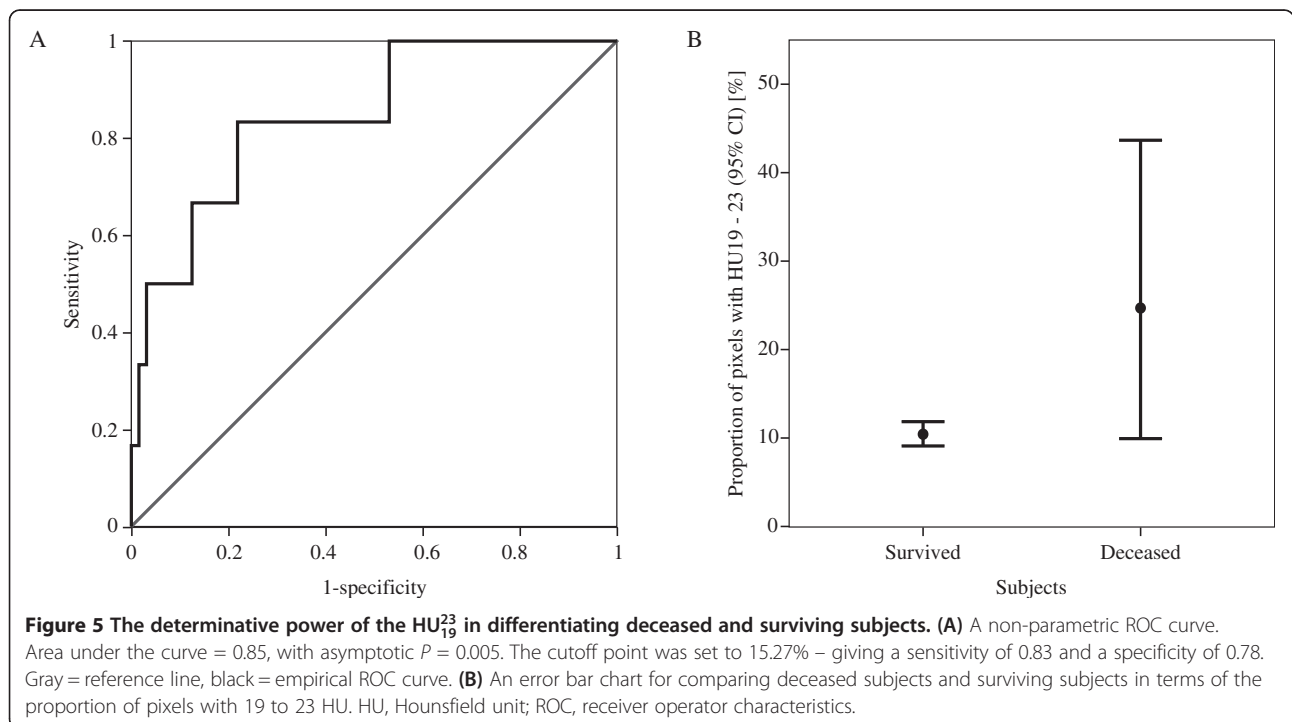 A
1
0.8
0.6
0.4
0.2
0
Sensitivity
0
0.2
0.4
0.6
0.8
1
1-specificity
B
Proportion of pixels with HU19 - 23 (95% CI) [%]
50
40
30
20
10
0
Survived
Deceased
Subjects
Figure 5 The determinative power of the HU₁₉²³ in differentiating deceased and surviving subjects. (A) A non-parametric ROC curve.
Area under the curve = 0.85, with asymptotic P = 0.005. The cutoff point was set to 15.27% – giving a sensitivity of 0.83 and a specificity of 0.78.
Gray = reference line, black = empirical ROC curve. (B) An error bar chart for comparing deceased subjects and surviving subjects in terms of the
proportion of pixels with 19 to 23 HU. HU, Hounsfield unit; ROC, receiver operator characteristics.